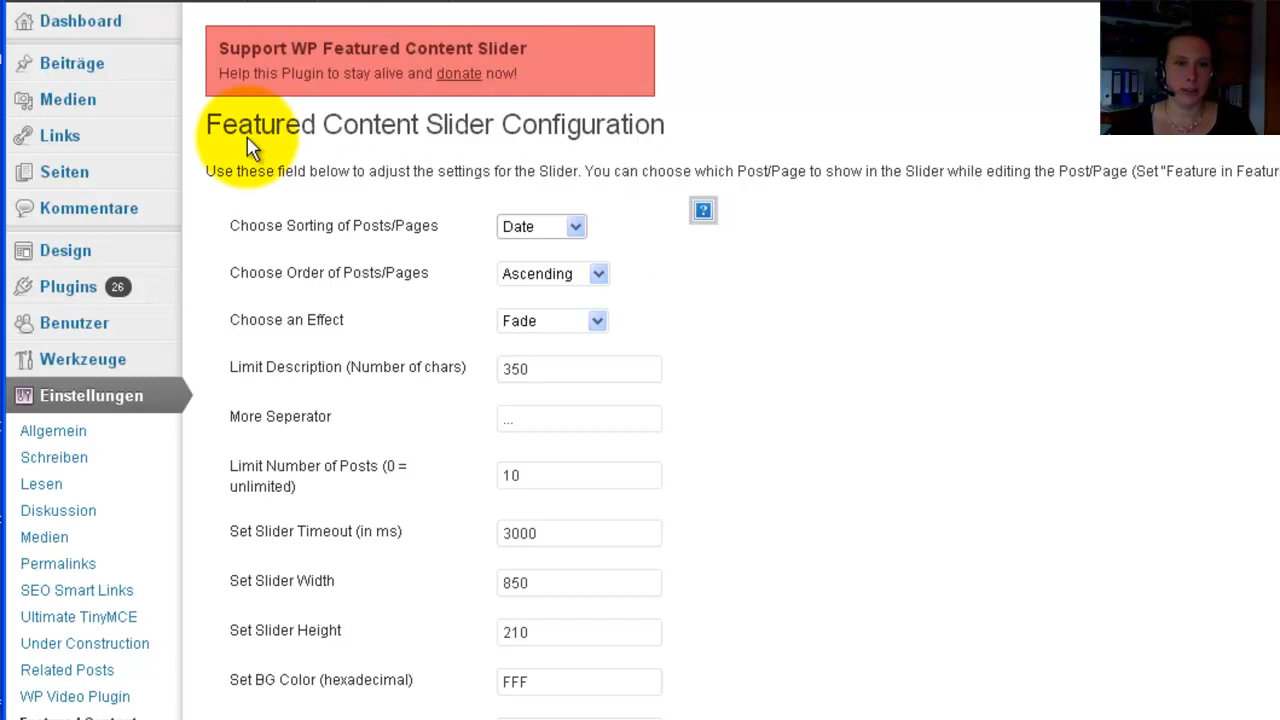 Dashboard
Beiträge
Medien
Links
Seiten
Kommentare
Design
Plugins 26
Benutzer
Werkzeuge
Einstellungen
Allgemein
Schreiben
Lesen
Diskussion
Medien
Permalinks
SEO Smart Links
Ultimate TinyMCE
Under Construction
Related Posts
WP Video Plugin
Featured Content
Support WP Featured Content Slider
Help this Plugin to stay alive and donate now!
Featured Content Slider Configuration
Use these field below to adjust the settings for the Slider. You can choose which Post/Page to show in the Slider while editing the Post/Page (Set "Feature in Featur
Choose Sorting of Posts/Pages Date
?
Choose Order of Posts/Pages Ascending
Choose an Effect Fade
Limit Description (Number of chars) 350
More Seperator ...
Limit Number of Posts (0 =
unlimited) 10
Set Slider Timeout (in ms) 3000
Set Slider Width 850
Set Slider Height 210
Set BG Color (hexadecimal) FFF